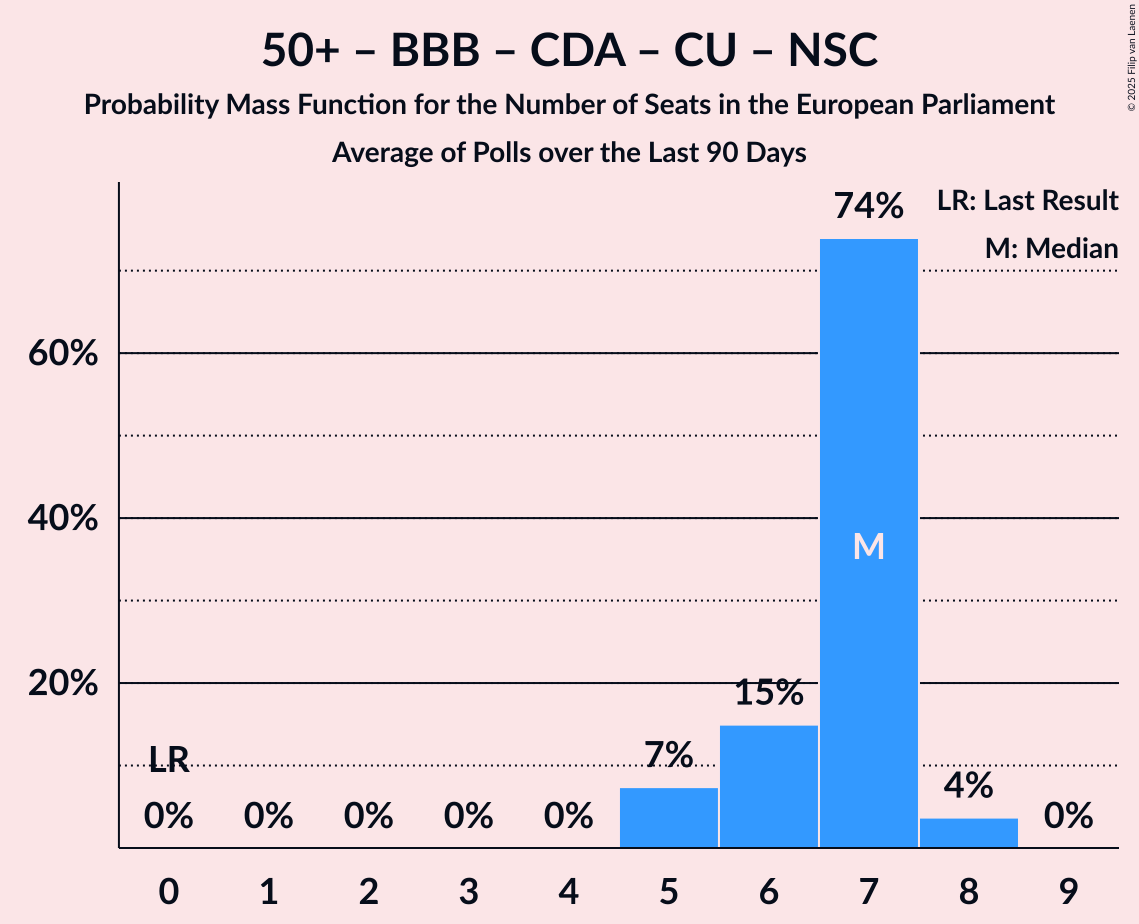 50+ – BBB – CDA – CU – NSC
Probability Mass Function for the Number of Seats in the European Parliament
Average of Polls over the Last 90 Days
© 2025 Filip van Laenen
LR: Last Result
M: Median
74%
60%
40%
M
20%
15%
7%
LR
4%
0% 0% 0% 0% 0% 0%
0 1 2 3 4 5 6 7 8 9